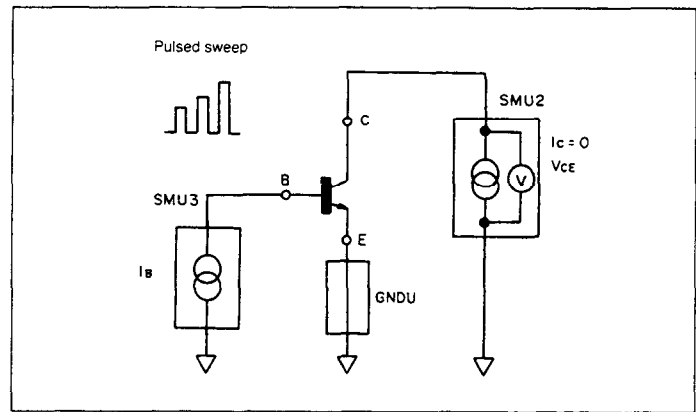 Pulsed sweep
SMU2
C
Ic = 0
VCE
V
B
SMU3
E
IB
GNDU